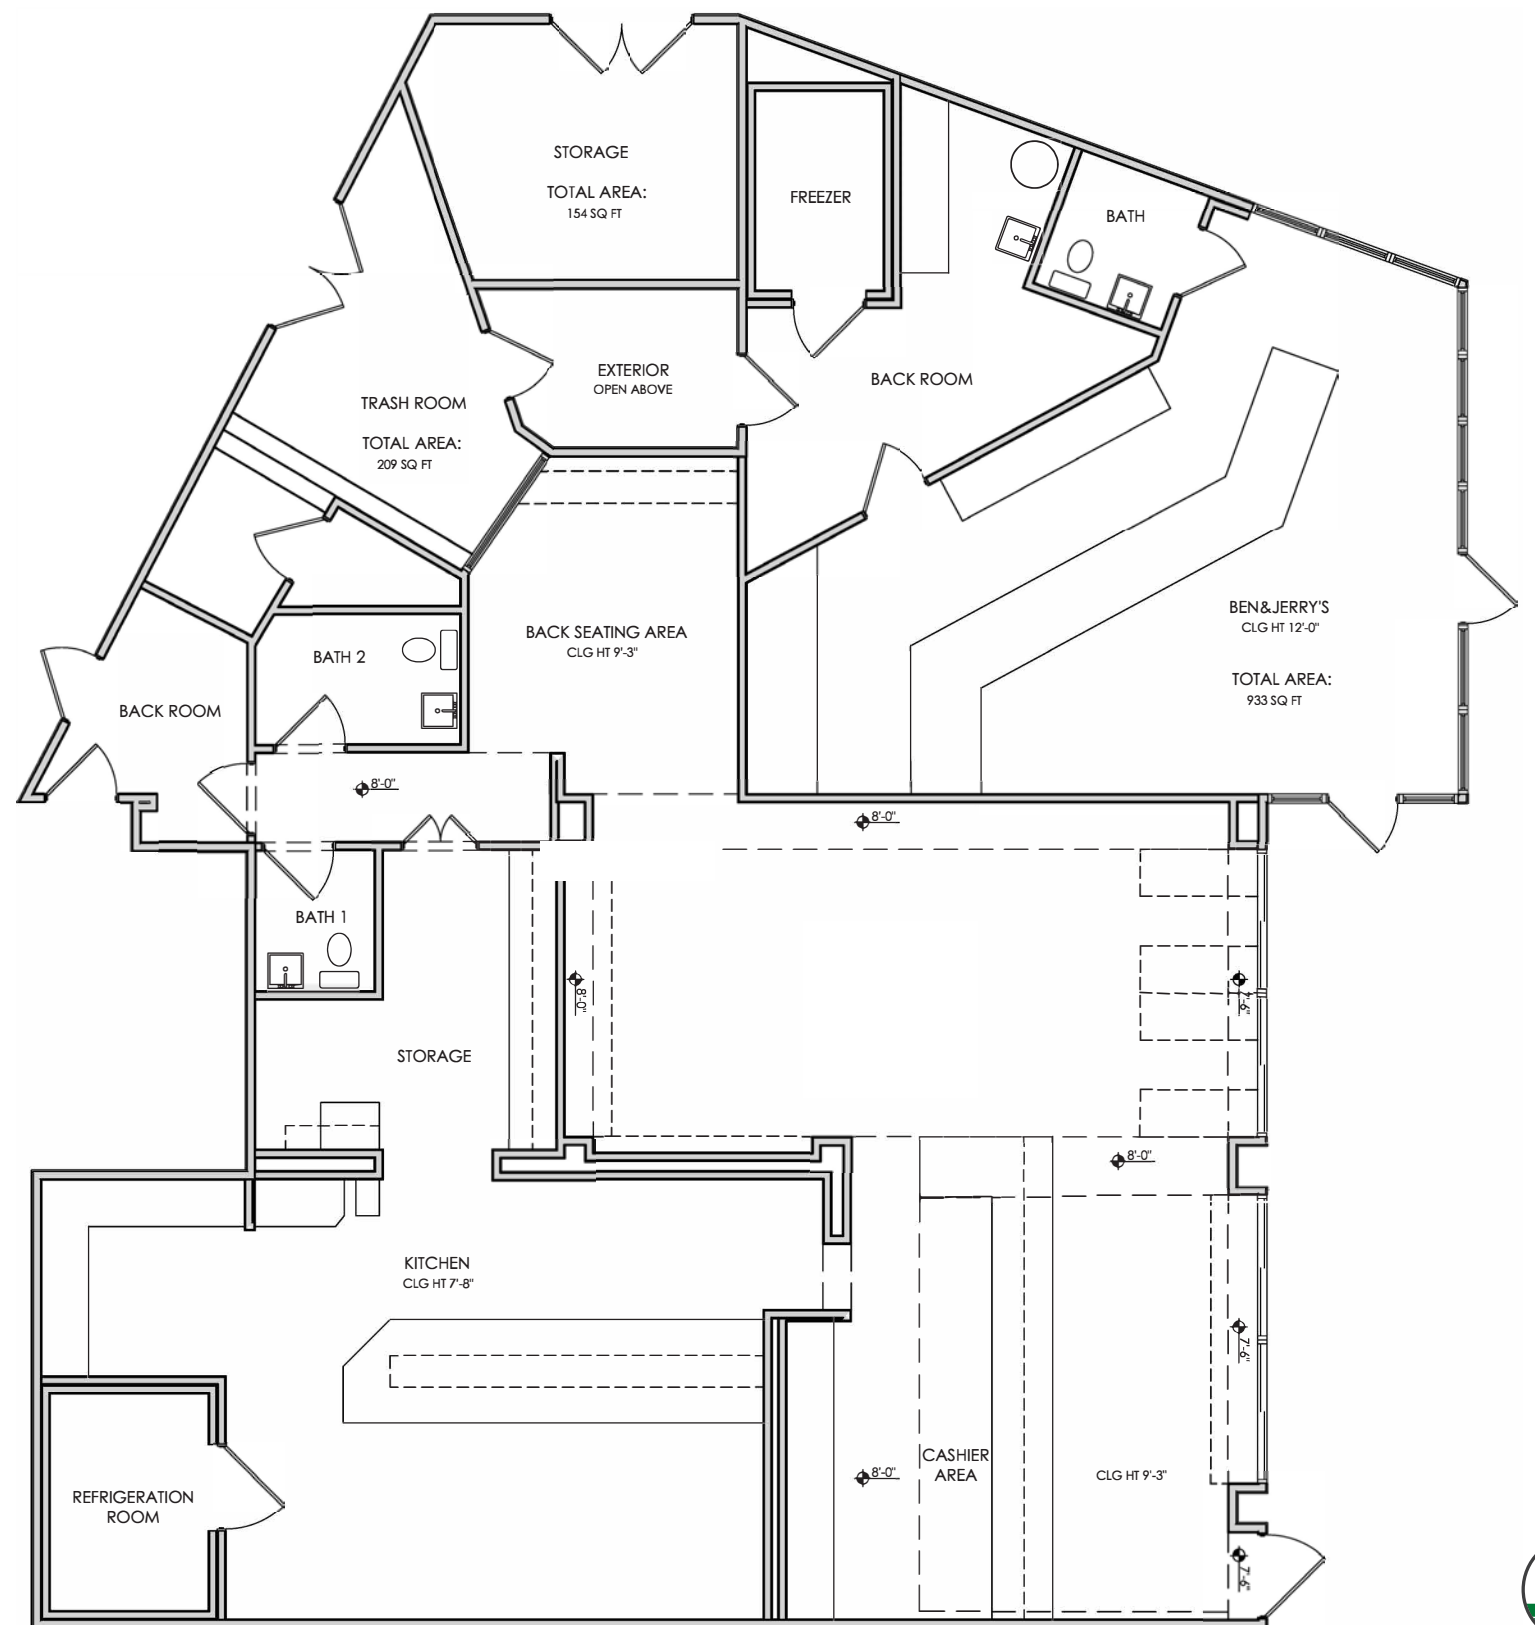 STORAGE
TOTAL AREA:
154 SQ FT
FREEZER
BATH
EXTERIOR
OPEN ABOVE
BACK ROOM
TRASH ROOM
TOTAL AREA:
209 SQ FT
BEN&JERRY'S
CLG HT 12'-0"
TOTAL AREA:
933 SQ FT
BACK SEATING AREA
CLG HT 9'-3"
BATH 2
BACK ROOM
8'-0"
8'-0"
BATH 1
8'-0"
7'-6"
STORAGE
8'-0"
KITCHEN
CLG HT 7'-8"
7'-6"
CASHIER
AREA
8'-0"
CLG HT 9'-3"
REFRIGERATION
ROOM
7'-6"